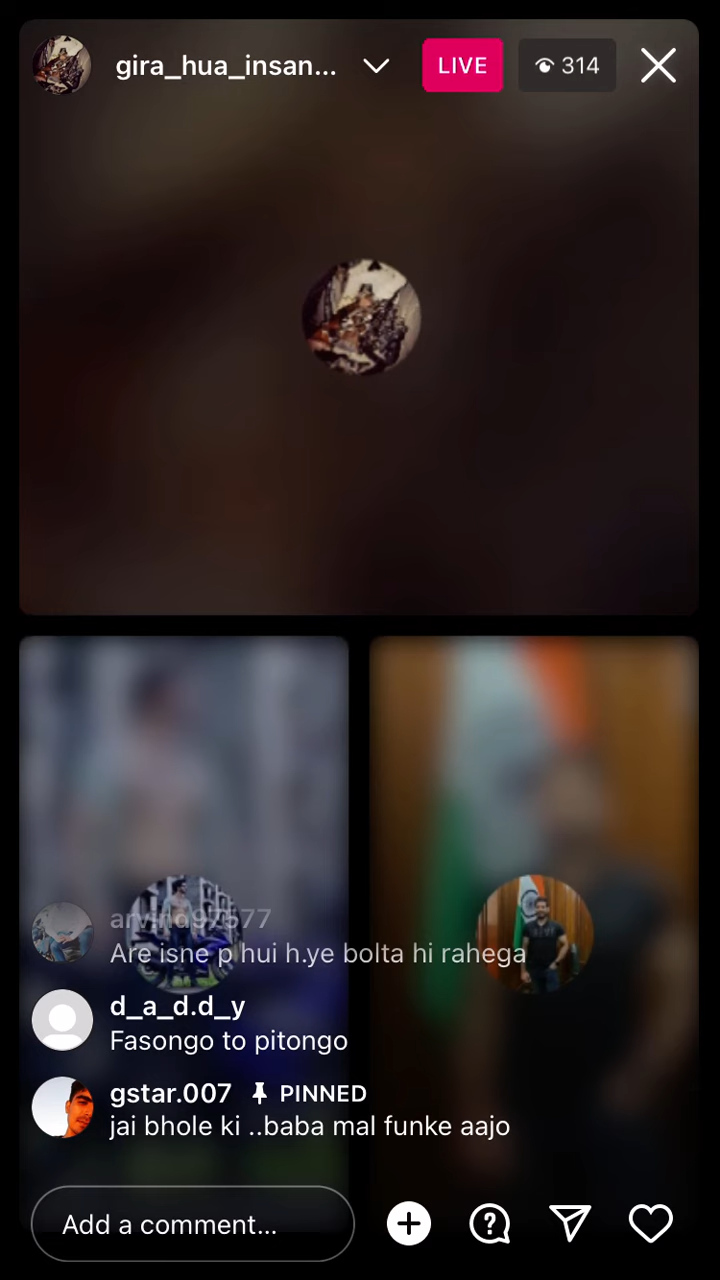 gira_hua_insan...
LIVE
314
arvind97577
Are isne p hui h.ye bolta hi rahega
d_a_d.d_y
Fasongo to pitongo
gstar.007 PINNED
jai bhole ki ..baba mal funke aajo
Add a comment...